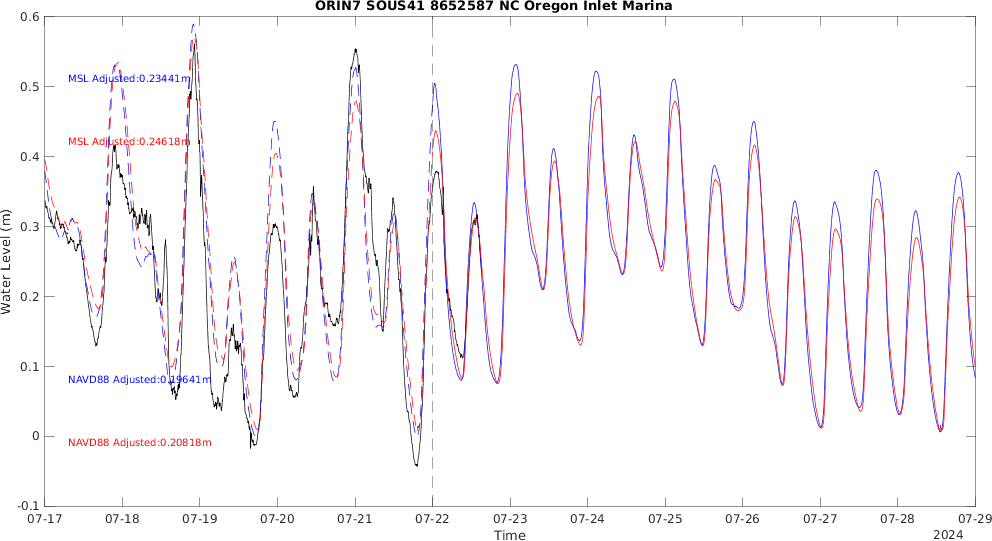 ORIN7 SOUS41 8652587 NC Oregon Inlet Marina
0.6
0.5
0.4
0.3
0.2
0.1
0
-0.1
Water Level (m)
MSL Adjusted:0.23441m
MSL Adjusted:0.24618m
NAVD88 Adjusted:0.19641m
NAVD88 Adjusted:0.20818m
07-17 07-18 07-19 07-20 07-21 07-22 07-23 07-24 07-25 07-26 07-27 07-28 07-29
Time
2024